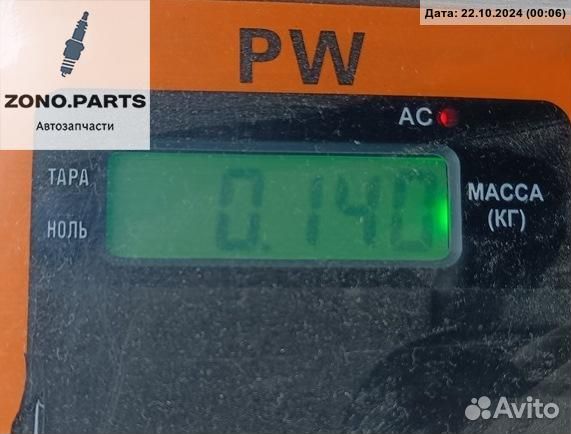 Дата: 22.10.2024 (00:06)
PW
ZONO.PARTS
Автозапчасти
AC
ТАРА
0.140
МАССА
(КГ)
НОЛЬ
Avito